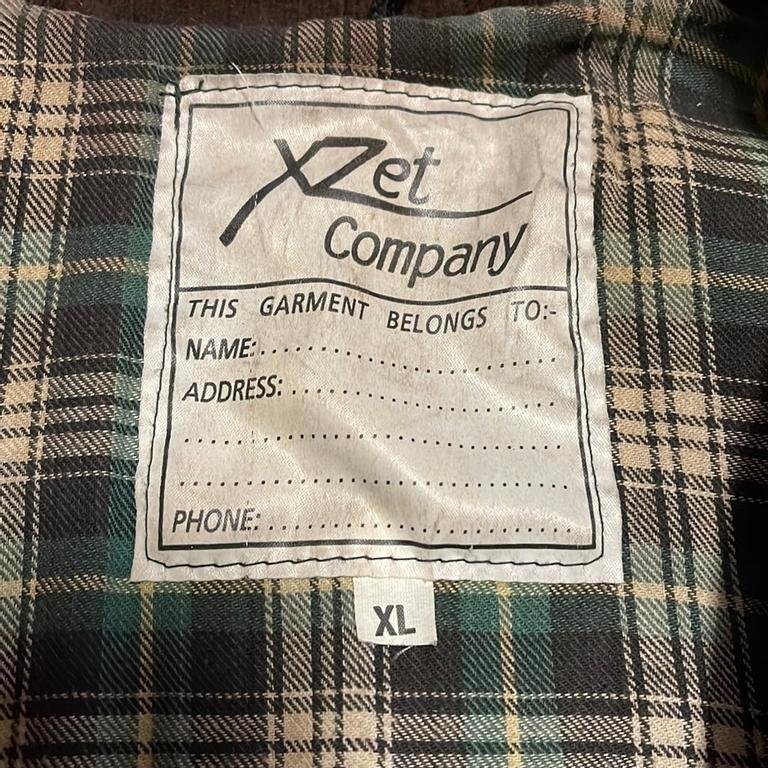 XZet
Company
THIS GARMENT BELONGS TO:-
NAME:................................
ADDRESS:............................
........................................
........................................
PHONE:................................
XL